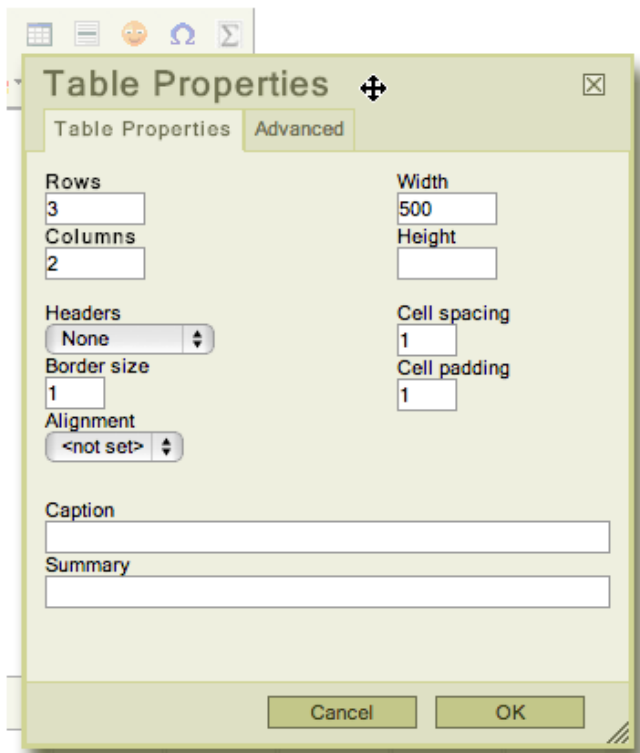 Ω Σ
Table Properties
Table Properties Advanced
Rows Width
3 500
Columns Height
2
Headers Cell spacing
None 1
Border size Cell padding
1 1
Alignment
<not set>
Caption
Summary
Cancel OK